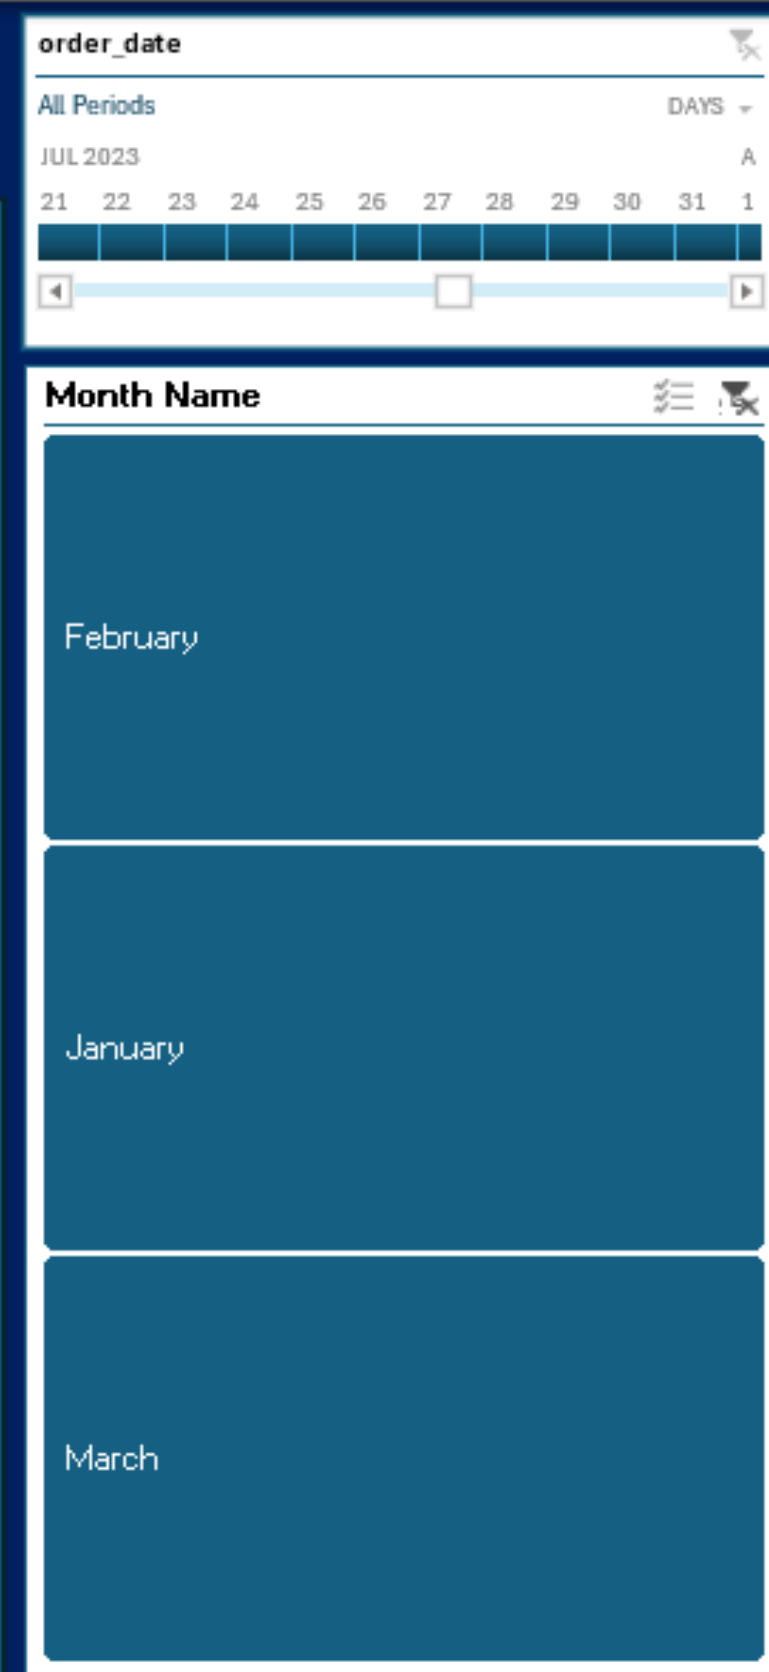 order_date
All Periods DAYS
JUL 2023 A
21 22 23 24 25 26 27 28 29 30 31 1
Month Name
February
January
March